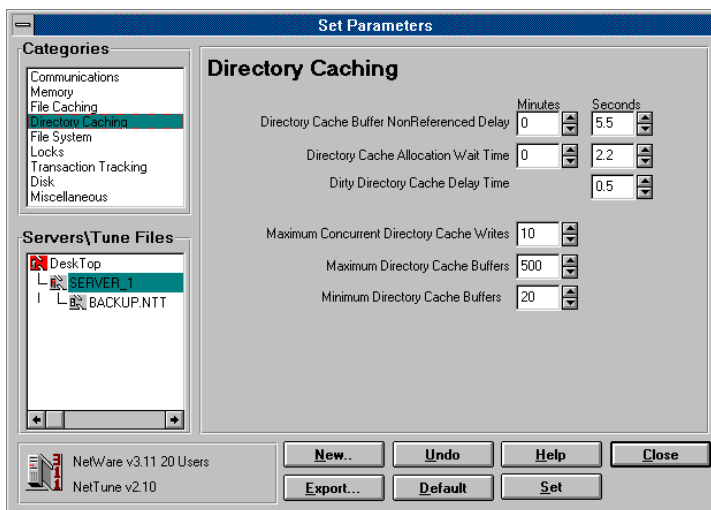 Set Parameters
Categories
Communications
Memory
File Caching
Directory Caching
File System
Locks
Transaction Tracking
Disk
Miscellaneous
Servers\Tune Files
DeskTop
SERVER_1
BACKUP.NTT
Directory Caching
Minutes Seconds
Directory Cache Buffer NonReferenced Delay 0 5.5
Directory Cache Allocation Wait Time 0 2.2
Dirty Directory Cache Delay Time 0.5
Maximum Concurrent Directory Cache Writes 10
Maximum Directory Cache Buffers 500
Minimum Directory Cache Buffers 20
NetWare v3.11 20 Users
NetTune v2.10
New.. Undo Help Close
Export... Default Set